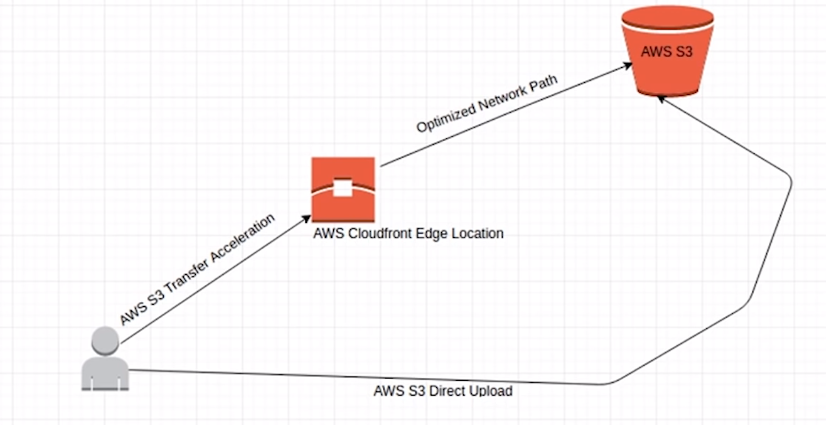 AWS S3
Optimized Network Path
AWS Cloudfront Edge Location
AWS S3 Transfer Acceleration
AWS S3 Direct Upload